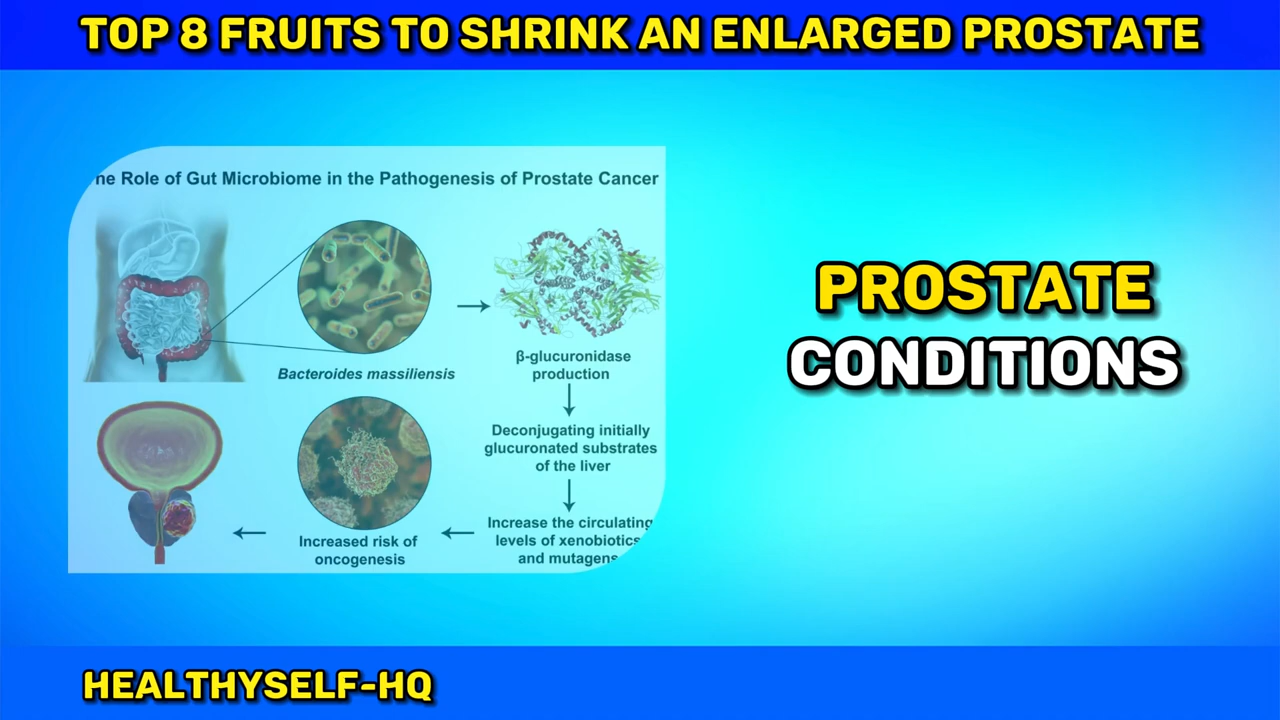 TOP 8 FRUITS TO SHRINK AN ENLARGED PROSTATE
he Role of Gut Microbiome in the Pathogenesis of Prostate Cancer
Bacteroides massiliensis
β-glucuronidase
production
Deconjugating initially
glucuronated substrates
of the liver
Increase the circulating
levels of xenobiotics
and mutagens
Increased risk of
oncogenesis
PROSTATE
CONDITIONS
HEALTHYSELF-HQ